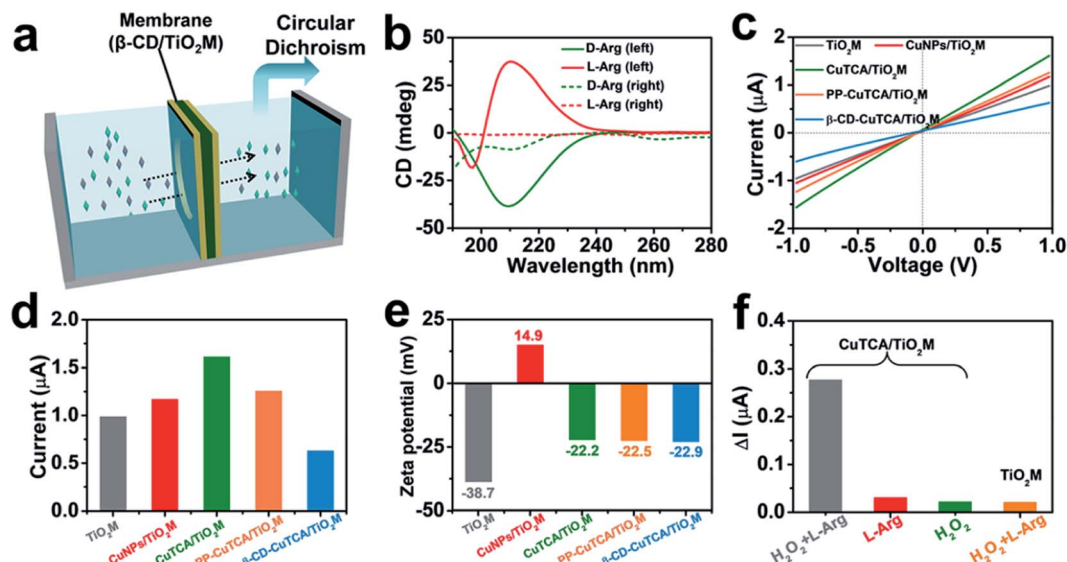 a
Membrane
(β-CD/TiO₂M)
Circular
Dichroism
b
CD (mdeg)
50
25
0
-25
-50
D-Arg (left)
L-Arg (left)
D-Arg (right)
L-Arg (right)
200 220 240 260 280
Wavelength (nm)
c
Current (μA)
2
1
0
-1
-2
TiO₂M
CuNPs/TiO₂M
CuTCA/TiO₂M
PP-CuTCA/TiO₂M
β-CD-CuTCA/TiO₂M
-1.0 -0.5 0.0 0.5 1.0
Voltage (V)
d
Current (μA)
2.0
1.5
1.0
0.5
0.0
TiO₂M
CuNPs/TiO₂M
CuTCA/TiO₂M
PP-CuTCA/TiO₂M
β-CD-CuTCA/TiO₂M
e
Zeta potential (mV)
25
0
-25
-50
14.9
-38.7
-22.2
-22.5
-22.9
TiO₂M
CuNPs/TiO₂M
CuTCA/TiO₂M
PP-CuTCA/TiO₂M
β-CD-CuTCA/TiO₂M
f
ΔI (μA)
0.4
0.3
0.2
0.1
0.0
CuTCA/TiO₂M
TiO₂M
H₂O₂+L-Arg
L-Arg
H₂O₂
H₂O₂+L-Arg